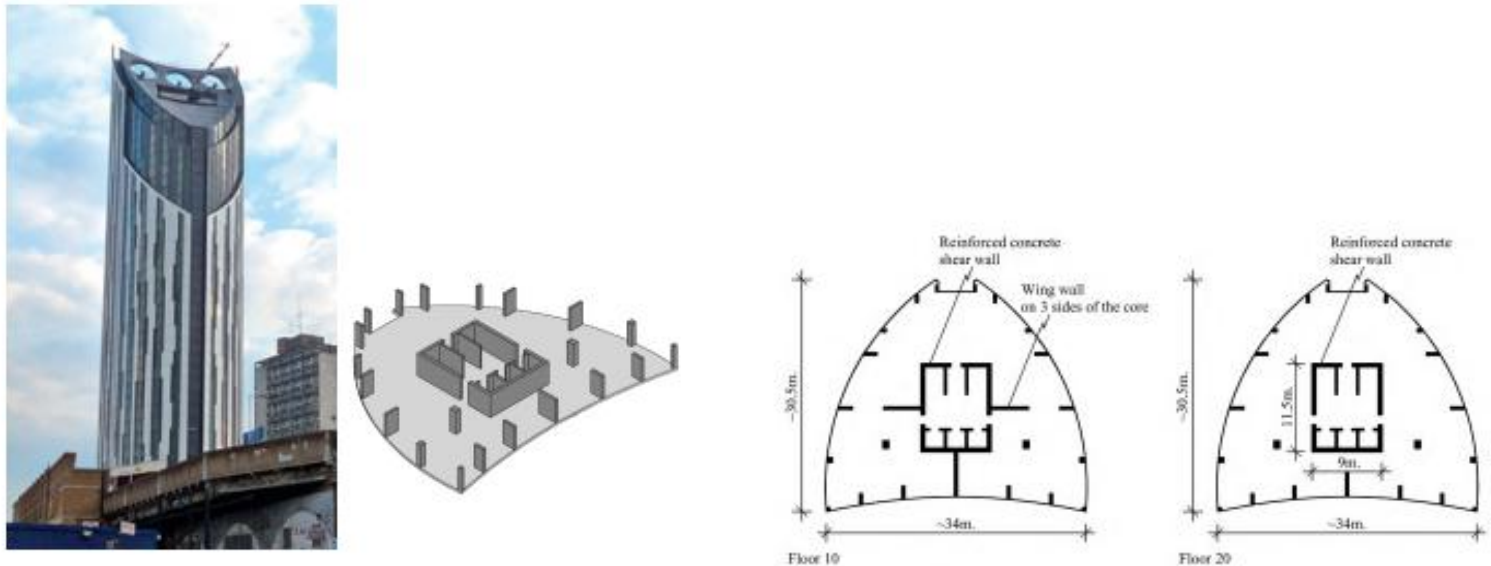 Reinforced concrete
shear wall
Wing wall
on 3 sides of the core
~30.5m.
~34m.
Floor 10
Reinforced concrete
shear wall
~30.5m.
11.5m.
9m.
~34m.
Floor 20